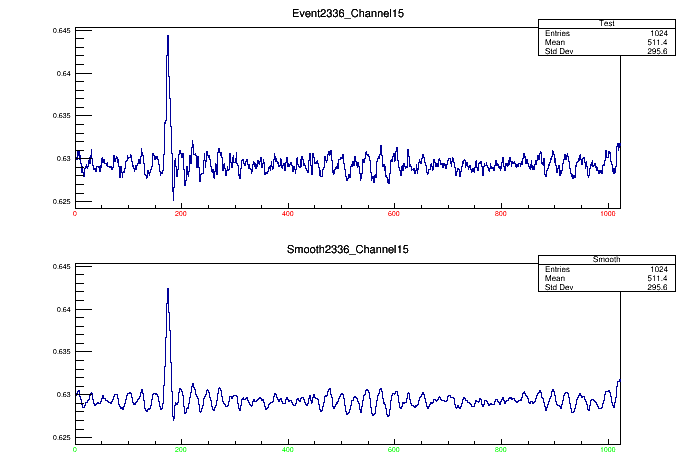 Event2336_Channel15
Test
Entries 1024
Mean 511.4
Std Dev 295.6
0.645
0.64
0.635
0.63
0.625
0 200 400 600 800 1000
Smooth2336_Channel15
Smooth
Entries 1024
Mean 511.4
Std Dev 295.6
0.645
0.64
0.635
0.63
0.625
0 200 400 600 800 1000